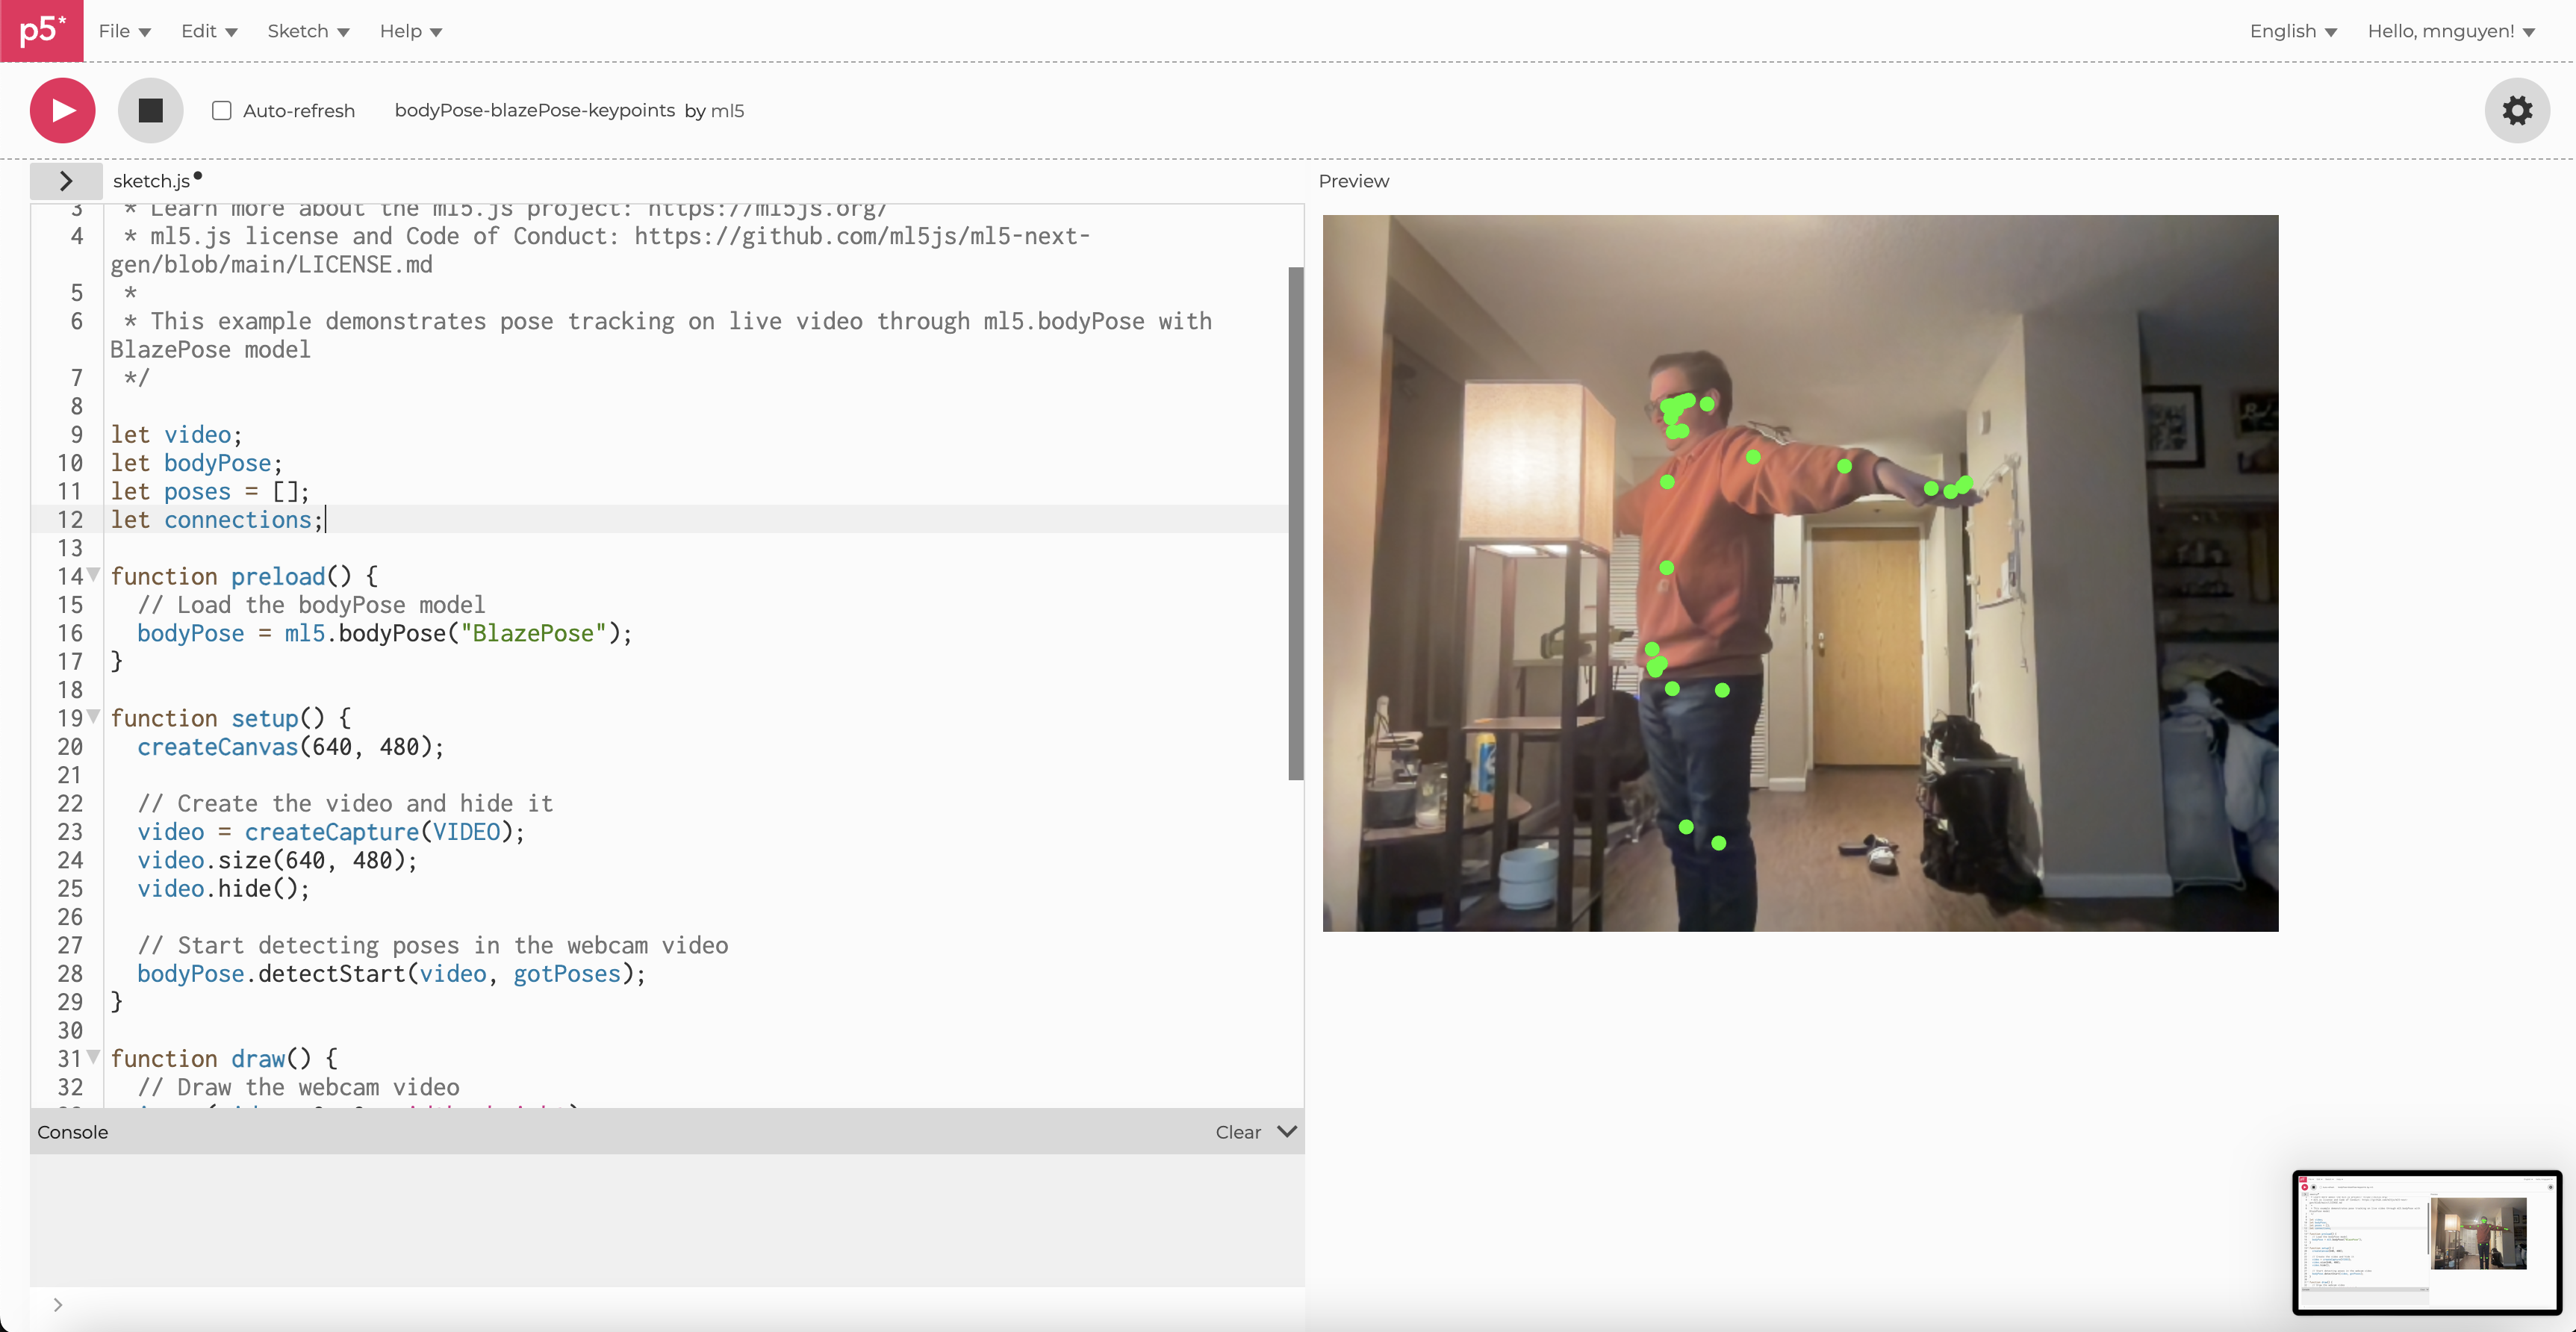 p5*
File
Edit
Sketch
Help
English
Hello, mnguyen!
Auto-refresh
bodyPose-blazePose-keypoints by ml5
sketch.js
Preview
3 * Learn more about the ml5.js project: https://ml5js.org/
4 * ml5.js license and Code of Conduct: https://github.com/ml5js/ml5-next-
gen/blob/main/LICENSE.md
5 *
6 * This example demonstrates pose tracking on live video through ml5.bodyPose with
BlazePose model
7 */
8
9 let video;
10 let bodyPose;
11 let poses = [];
12 let connections;
13
14 function preload() {
15 // Load the bodyPose model
16 bodyPose = ml5.bodyPose("BlazePose");
17 }
18
19 function setup() {
20 createCanvas(640, 480);
21
22 // Create the video and hide it
23 video = createCapture(VIDEO);
24 video.size(640, 480);
25 video.hide();
26
27 // Start detecting poses in the webcam video
28 bodyPose.detectStart(video, gotPoses);
29 }
30
31 function draw() {
32 // Draw the webcam video
Console
Clear